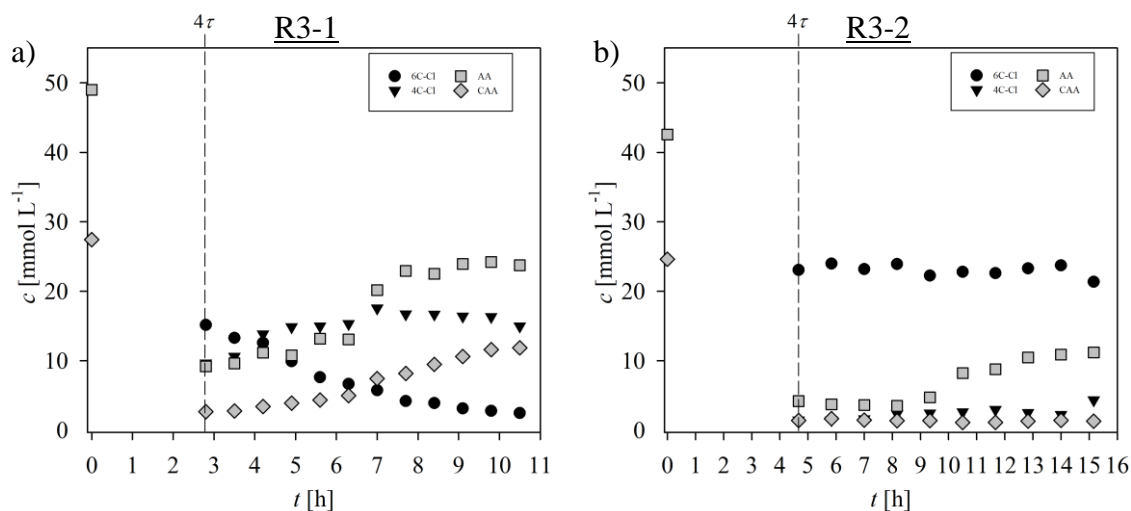 4τ
R3-1
a)
6C-Cl
AA
4C-Cl
CAA
50
40
30
20
10
0
c [mmol L⁻¹]
0 1 2 3 4 5 6 7 8 9 10 11
t [h]
4τ
R3-2
b)
6C-Cl
AA
4C-Cl
CAA
50
40
30
20
10
0
c [mmol L⁻¹]
0 1 2 3 4 5 6 7 8 9 10 11 12 13 14 15 16
t [h]